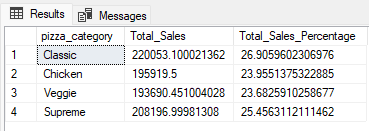 Results Messages
pizza_category Total_Sales Total_Sales_Percentage
1 Classic 220053.100021362 26.9059602306976
2 Chicken 195919.5 23.9551375322885
3 Veggie 193690.451004028 23.6825910258677
4 Supreme 208196.99981308 25.4563112111462